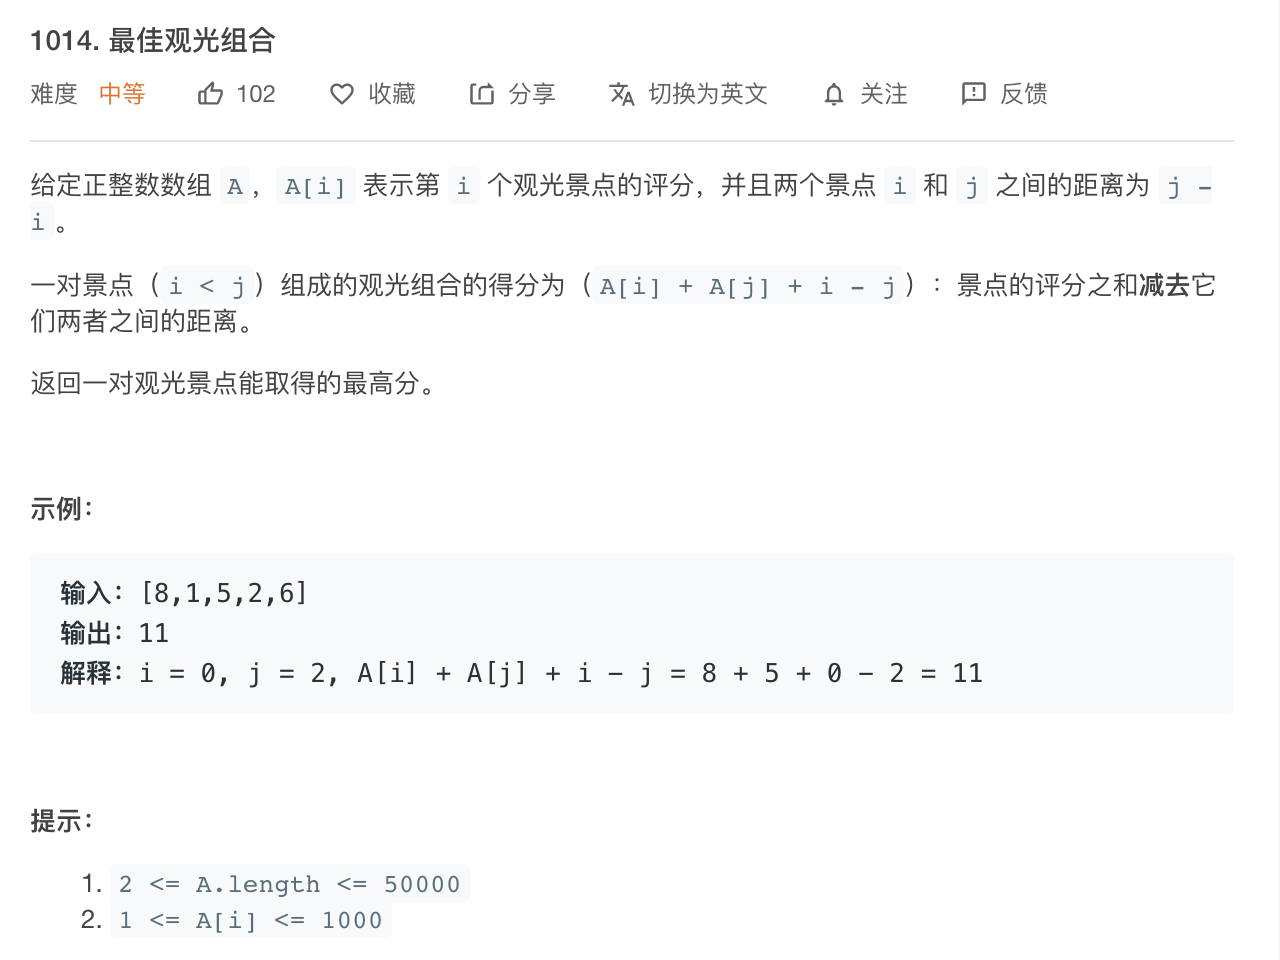 1014. 最佳观光组合
难度 中等 102 收藏 分享 切换为英文 关注 反馈
给定正整数数组 A，A[i] 表示第 i 个观光景点的评分，并且两个景点 i 和 j 之间的距离为 j -
i。
一对景点（i < j）组成的观光组合的得分为（A[i] + A[j] + i - j）：景点的评分之和减去它
们两者之间的距离。
返回一对观光景点能取得的最高分。
示例：
输入：[8,1,5,2,6]
输出：11
解释：i = 0, j = 2, A[i] + A[j] + i - j = 8 + 5 + 0 - 2 = 11
提示：
1. 2 <= A.length <= 50000
2. 1 <= A[i] <= 1000